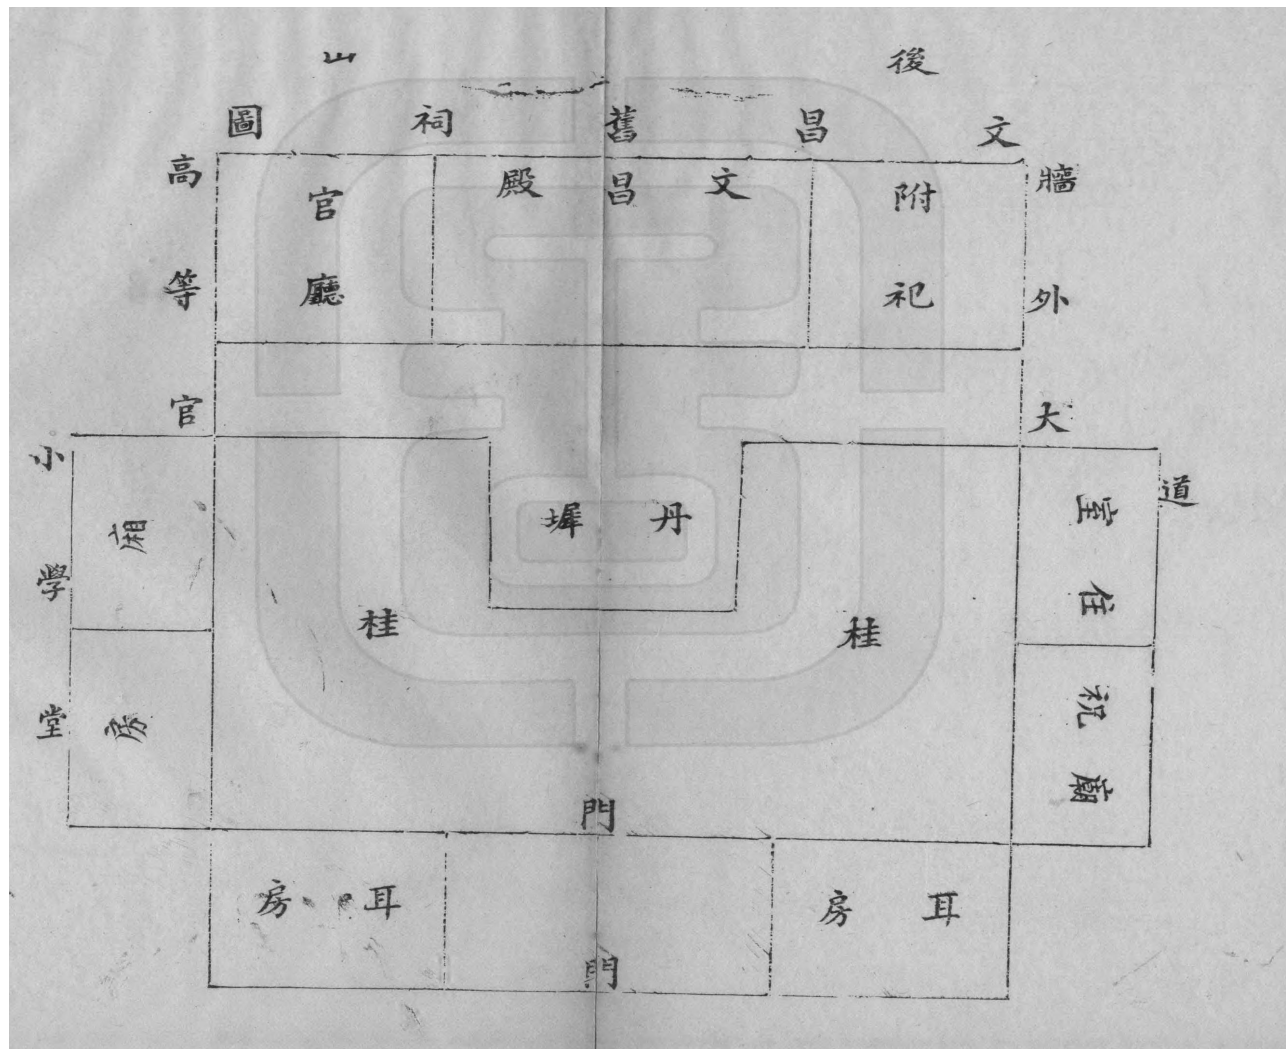 後山
文昌舊祠圖
牆外大道
附祀
文昌殿
官廳
高等官小學堂
丹墀
桂
桂
住室
廟祝
廂房
門
耳房
耳房
門